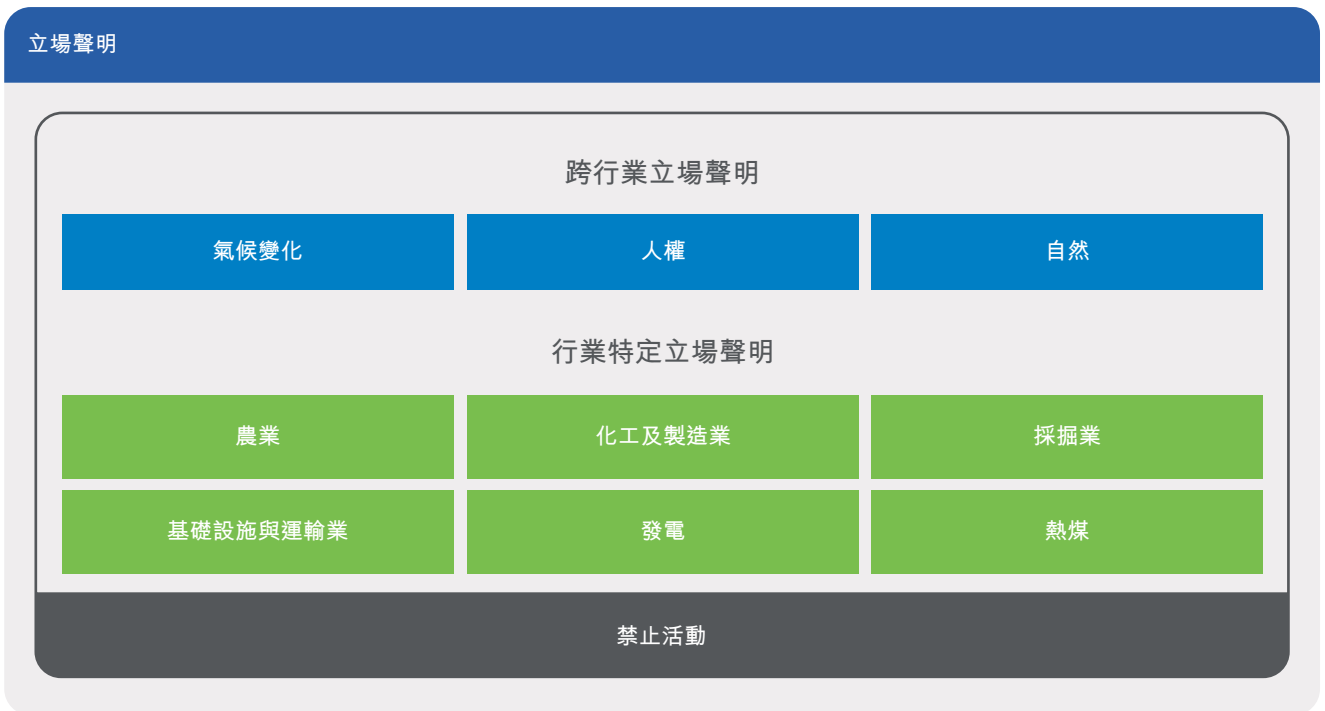 立場聲明
跨行業立場聲明
氣候變化
人權
自然
行業特定立場聲明
農業
化工及製造業
採掘業
基礎設施與運輸業
發電
熱煤
禁止活動